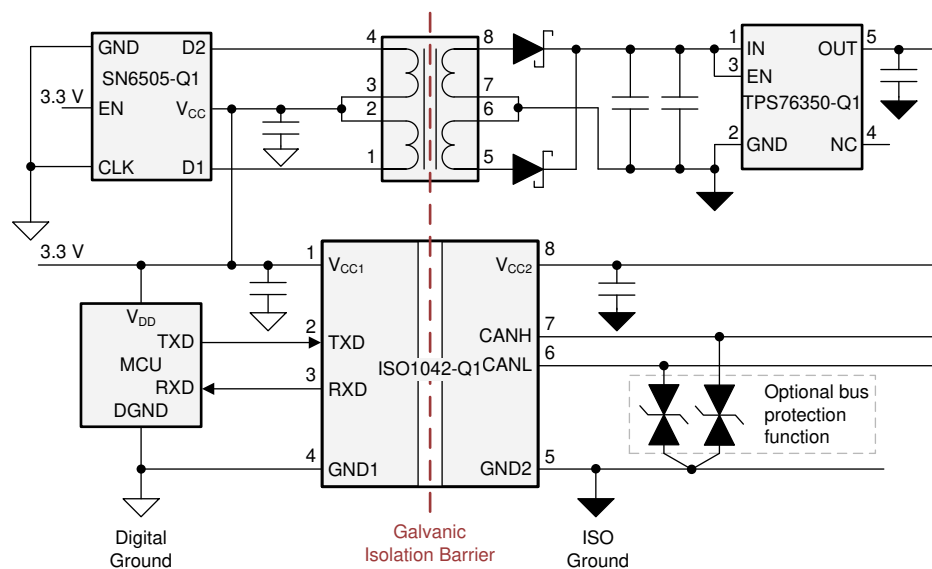 GND
D2
4
8
1
IN
OUT
5
SN6505-Q1
3
EN
3.3 V
EN
VCC
3
2
7
6
TPS76350-Q1
CLK
D1
1
5
2
GND
NC
4
3.3 V
1
VCC1
VCC2
8
VDD
TXD
2
TXD
CANH
7
MCU
ISO1042-Q1
CANL
6
RXD
3
RXD
Optional bus
protection
function
DGND
4
GND1
GND2
5
Digital
Ground
Galvanic
Isolation Barrier
ISO
Ground